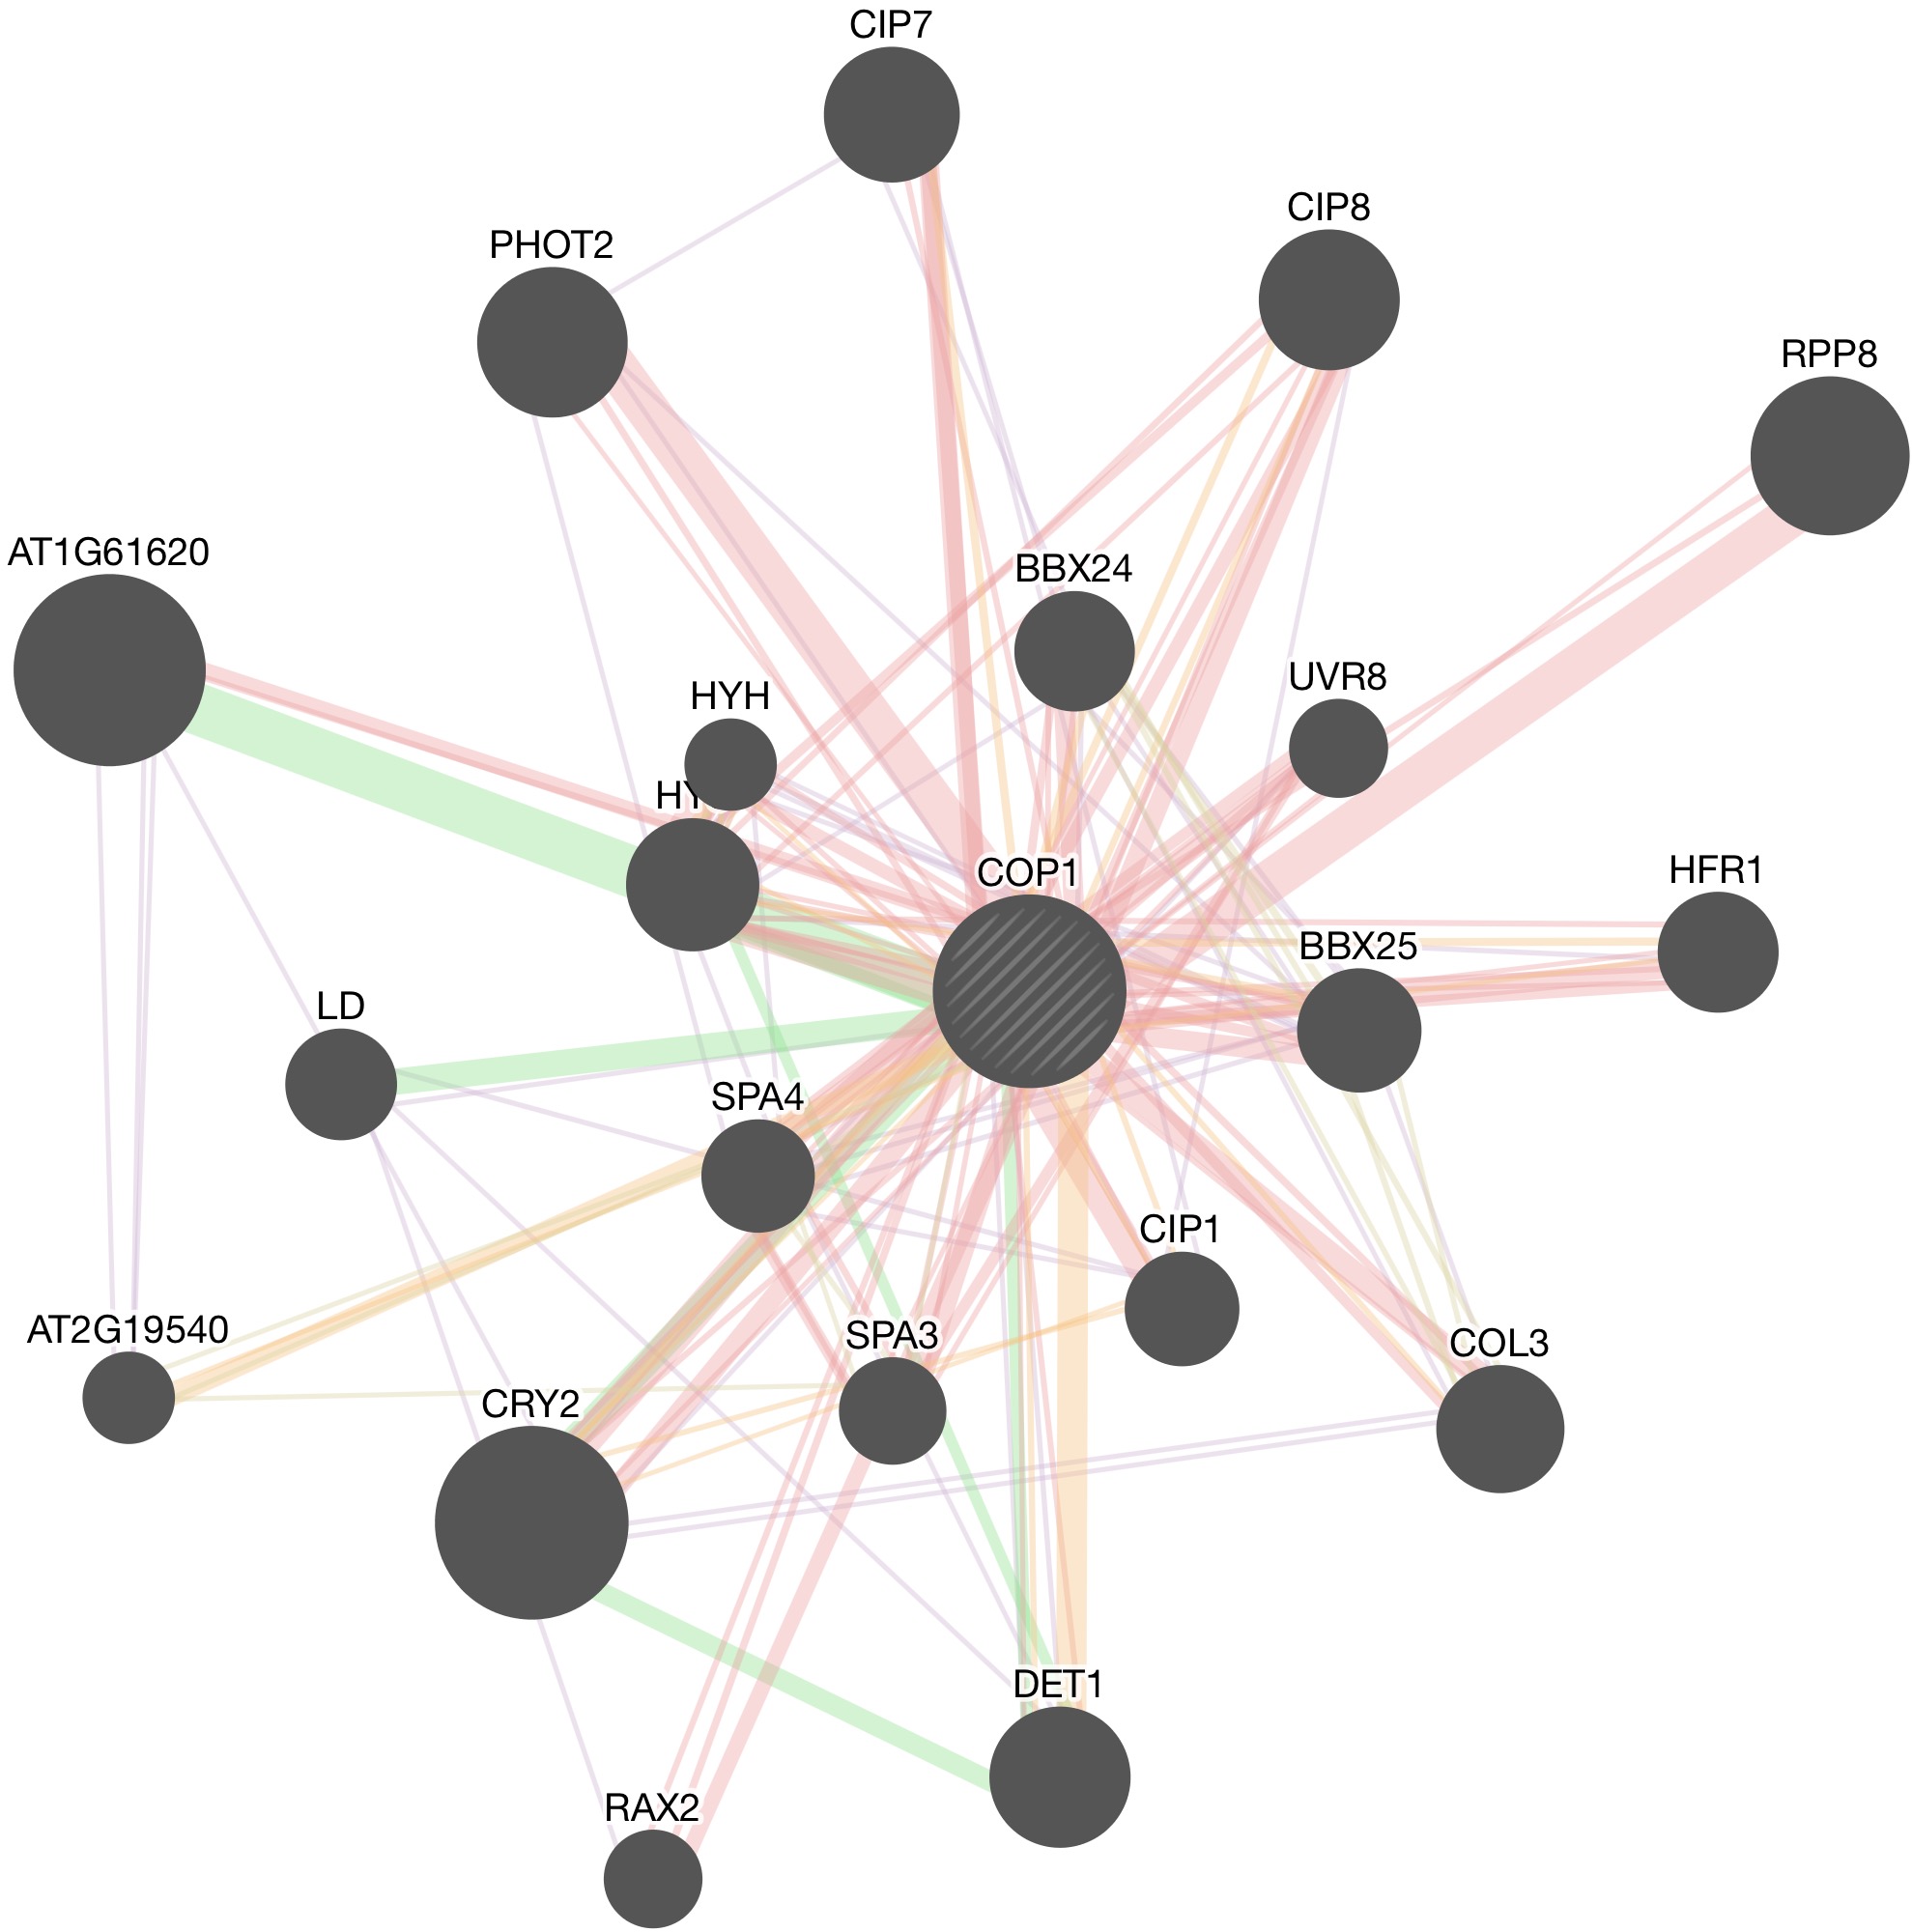 CIP7
CIP8
PHOT2
RPP8
AT1G61620
BBX24
UVR8
HYH
HY
COP1
HFR1
BBX25
LD
SPA4
CIP1
AT2G19540
SPA3
COL3
CRY2
DET1
RAX2